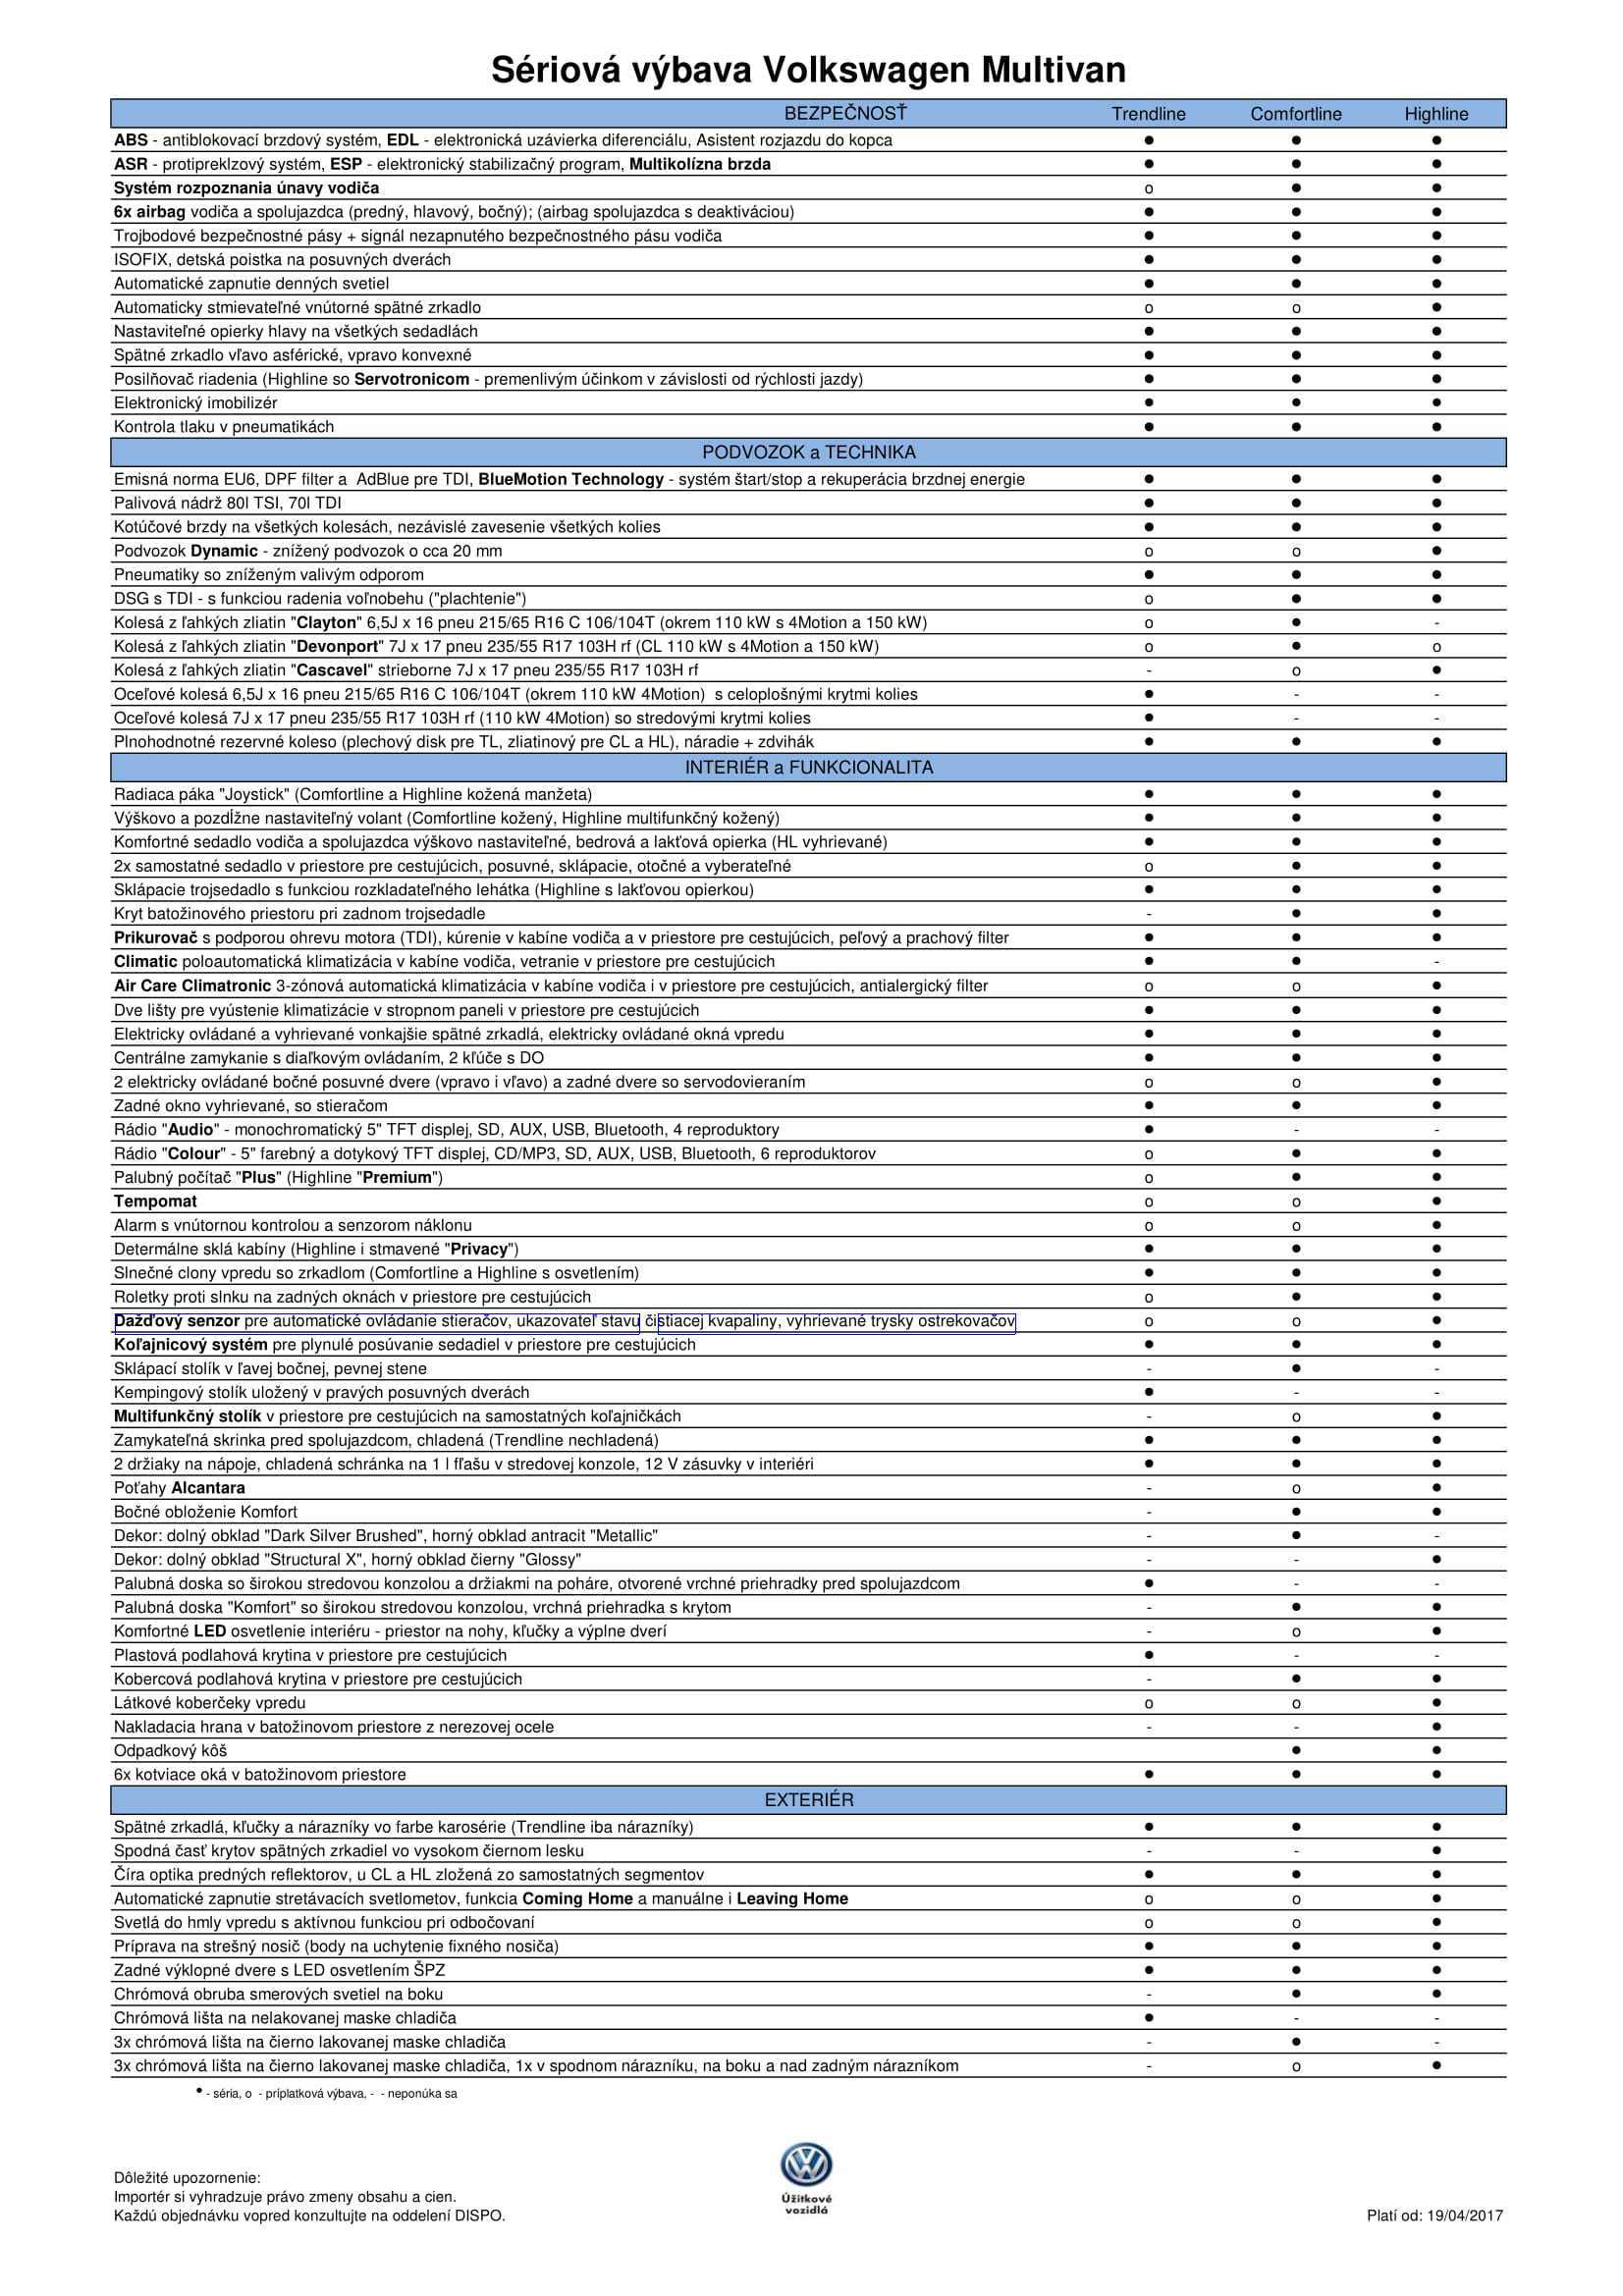 Sériová výbava Volkswagen Multivan
BEZPEČNOSŤ Trendline Comfortline Highline
ABS - antiblokovací brzdový systém, EDL - elektronická uzávierka diferenciálu, Asistent rozjazdu do kopca ● ● ●
ASR - protipreklzový systém, ESP - elektronický stabilizačný program, Multikolízna brzda ● ● ●
Systém rozpoznania únavy vodiča o ● ●
6x airbag vodiča a spolujazdca (predný, hlavový, bočný); (airbag spolujazdca s deaktiváciou) ● ● ●
Trojbodové bezpečnostné pásy + signál nezapnutého bezpečnostného pásu vodiča ● ● ●
ISOFIX, detská poistka na posuvných dverách ● ● ●
Automatické zapnutie denných svetiel ● ● ●
Automaticky stmievateľné vnútorné spätné zrkadlo o o ●
Nastaviteľné opierky hlavy na všetkých sedadlách ● ● ●
Spätné zrkadlo vľavo asférické, vpravo konvexné ● ● ●
Posilňovač riadenia (Highline so Servotronicom - premenlivým účinkom v závislosti od rýchlosti jazdy) ● ● ●
Elektronický imobilizér ● ● ●
Kontrola tlaku v pneumatikách ● ● ●
PODVOZOK a TECHNIKA
Emisná norma EU6, DPF filter a AdBlue pre TDI, BlueMotion Technology - systém štart/stop a rekuperácia brzdnej energie ● ● ●
Palivová nádrž 80l TSI, 70l TDI ● ● ●
Kotúčové brzdy na všetkých kolesách, nezávislé zavesenie všetkých kolies ● ● ●
Podvozok Dynamic - znížený podvozok o cca 20 mm o o ●
Pneumatiky so zníženým valivým odporom ● ● ●
DSG s TDI - s funkciou radenia voľnobehu ("plachtenie") o ● ●
Kolesá z ľahkých zliatin "Clayton" 6,5J x 16 pneu 215/65 R16 C 106/104T (okrem 110 kW s 4Motion a 150 kW) o ● -
Kolesá z ľahkých zliatin "Devonport" 7J x 17 pneu 235/55 R17 103H rf (CL 110 kW s 4Motion a 150 kW) o ● o
Kolesá z ľahkých zliatin "Cascavel" strieborne 7J x 17 pneu 235/55 R17 103H rf - o ●
Oceľové kolesá 6,5J x 16 pneu 215/65 R16 C 106/104T (okrem 110 kW 4Motion) s celoplošnými krytmi kolies ● - -
Oceľové kolesá 7J x 17 pneu 235/55 R17 103H rf (110 kW 4Motion) so stredovými krytmi kolies ● - -
Plnohodnotné rezervné koleso (plechový disk pre TL, zliatinový pre CL a HL), náradie + zdvihák ● ● ●
INTERIÉR a FUNKCIONALITA
Radiaca páka "Joystick" (Comfortline a Highline kožená manžeta) ● ● ●
Výškovo a pozdĺžne nastaviteľný volant (Comfortline kožený, Highline multifunkčný kožený) ● ● ●
Komfortné sedadlo vodiča a spolujazdca výškovo nastaviteľné, bedrová a lakťová opierka (HL vyhrievané) ● ● ●
2x samostatné sedadlo v priestore pre cestujúcich, posuvné, sklápacie, otočné a vyberateľné o ● ●
Sklápacie trojsedadlo s funkciou rozkladateľného lehátka (Highline s lakťovou opierkou) ● ● ●
Kryt batožinového priestoru pri zadnom trojsedadle - ● ●
Prikurovač s podporou ohrevu motora (TDI), kúrenie v kabíne vodiča a v priestore pre cestujúcich, peľový a prachový filter ● ● ●
Climatic poloautomatická klimatizácia v kabíne vodiča, vetranie v priestore pre cestujúcich ● ● -
Air Care Climatronic 3-zónová automatická klimatizácia v kabíne vodiča i v priestore pre cestujúcich, antialergický filter o o ●
Dve lišty pre vyústenie klimatizácie v stropnom paneli v priestore pre cestujúcich ● ● ●
Elektricky ovládané a vyhrievané vonkajšie spätné zrkadlá, elektricky ovládané okná vpredu ● ● ●
Centrálne zamykanie s diaľkovým ovládaním, 2 kľúče s DO ● ● ●
2 elektricky ovládané bočné posuvné dvere (vpravo i vľavo) a zadné dvere so servodovieraním o o ●
Zadné okno vyhrievané, so stieračom ● ● ●
Rádio "Audio" - monochromatický 5" TFT displej, SD, AUX, USB, Bluetooth, 4 reproduktory ● - -
Rádio "Colour" - 5" farebný a dotykový TFT displej, CD/MP3, SD, AUX, USB, Bluetooth, 6 reproduktorov o ● ●
Palubný počítač "Plus" (Highline "Premium") o ● ●
Tempomat o o ●
Alarm s vnútornou kontrolou a senzorom náklonu o o ●
Determálne sklá kabíny (Highline i stmavené "Privacy") ● ● ●
Slnečné clony vpredu so zrkadlom (Comfortline a Highline s osvetlením) ● ● ●
Roletky proti slnku na zadných oknách v priestore pre cestujúcich o ● ●
Dažďový senzor pre automatické ovládanie stieračov, ukazovateľ stavu čistiacej kvapaliny, vyhrievané trysky ostrekovačov o o ●
Koľajnicový systém pre plynulé posúvanie sedadiel v priestore pre cestujúcich ● ● ●
Sklápací stolík v ľavej bočnej, pevnej stene - ● -
Kempingový stolík uložený v pravých posuvných dverách ● - -
Multifunkčný stolík v priestore pre cestujúcich na samostatných koľajničkách - o ●
Zamykateľná skrinka pred spolujazdcom, chladená (Trendline nechladená) ● ● ●
2 držiaky na nápoje, chladená schránka na 1 l fľašu v stredovej konzole, 12 V zásuvky v interiéri ● ● ●
Poťahy Alcantara - o ●
Bočné obloženie Komfort - ● ●
Dekor: dolný obklad "Dark Silver Brushed", horný obklad antracit "Metallic" - ● -
Dekor: dolný obklad "Structural X", horný obklad čierny "Glossy" - - ●
Palubná doska so širokou stredovou konzolou a držiakmi na poháre, otvorené vrchné priehradky pred spolujazdcom ● - -
Palubná doska "Komfort" so širokou stredovou konzolou, vrchná priehradka s krytom - ● ●
Komfortné LED osvetlenie interiéru - priestor na nohy, kľučky a výplne dverí - o ●
Plastová podlahová krytina v priestore pre cestujúcich ● - -
Kobercová podlahová krytina v priestore pre cestujúcich - ● ●
Látkové koberčeky vpredu o o ●
Nakladacia hrana v batožinovom priestore z nerezovej ocele - - ●
Odpadkový kôš ● ●
6x kotviace oká v batožinovom priestore ● ● ●
EXTERIÉR
Spätné zrkadlá, kľučky a nárazníky vo farbe karosérie (Trendline iba nárazníky) ● ● ●
Spodná časť krytov spätných zrkadiel vo vysokom čiernom lesku - - ●
Číra optika predných reflektorov, u CL a HL zložená zo samostatných segmentov ● ● ●
Automatické zapnutie stretávacích svetlometov, funkcia Coming Home a manuálne i Leaving Home o o ●
Svetlá do hmly vpredu s aktívnou funkciou pri odbočovaní o o ●
Príprava na strešný nosič (body na uchytenie fixného nosiča) ● ● ●
Zadné výklopné dvere s LED osvetlením ŠPZ ● ● ●
Chrómová obruba smerových svetiel na boku - ● ●
Chrómová lišta na nelakovanej maske chladiča ● - -
3x chrómová lišta na čierno lakovanej maske chladiča - ● -
3x chrómová lišta na čierno lakovanej maske chladiča, 1x v spodnom nárazníku, na boku a nad zadným nárazníkom - o ●
● - séria, o - príplatková výbava, - - neponúka sa
Úžitkové
vozidlá
Dôležité upozornenie:
Importér si vyhradzuje právo zmeny obsahu a cien.
Každú objednávku vopred konzultujte na oddelení DISPO. Platí od: 19/04/2017